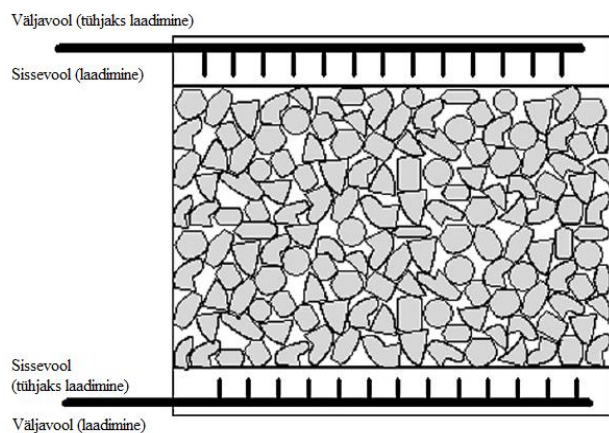 Väljavool (tühjaks laadimine)
Sissevool (laadimine)
Sissevool
(tühjaks laadimine)
Väljavool (laadimine)